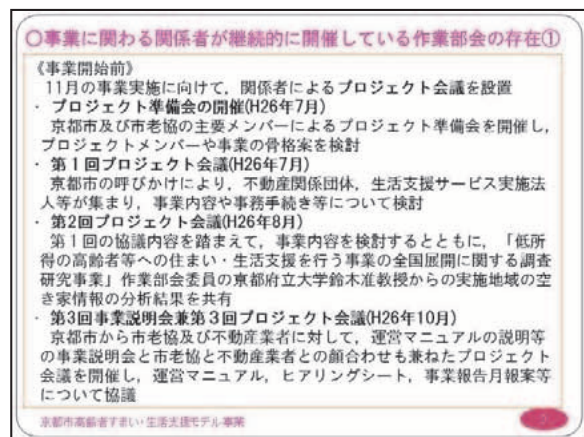 ○事業に関わる関係者が継続的に開催している作業部会の存在①
《事業開始前》
11月の事業実施に向けて，関係者によるプロジェクト会議を設置
・ プロジェクト準備会の開催(H26年7月)
京都市及び市老協の主要メンバーによるプロジェクト準備会を開催し，
プロジェクトメンバーや事業の骨格案を検討
・ 第１回プロジェクト会議(H26年7月)
京都市の呼びかけにより，不動産関係団体，生活支援サービス実施法
人等が集まり，事業内容や事務手続き等について検討
・ 第2回プロジェクト会議(H26年8月)
第１回の協議内容を踏まえて，事業内容を検討するとともに，「低所
得の高齢者等への住まい・生活支援を行う事業の全国展開に関する調査
研究事業」作業部会委員の京都府立大学鈴木准教授からの実施地域の空
き家情報の分析結果を共有
・ 第3回事業説明会兼第３回プロジェクト会議(H26年10月)
京都市から市老協及び不動産業者に対して，運営マニュアルの説明等
の事業説明会と市老協と不動産業者との顔合わせも兼ねたプロジェクト
会議を開催し，運営マニュアル，ヒアリングシート，事業報告月報案等
について協議
京都市高齢者すまい・生活支援モデル事業